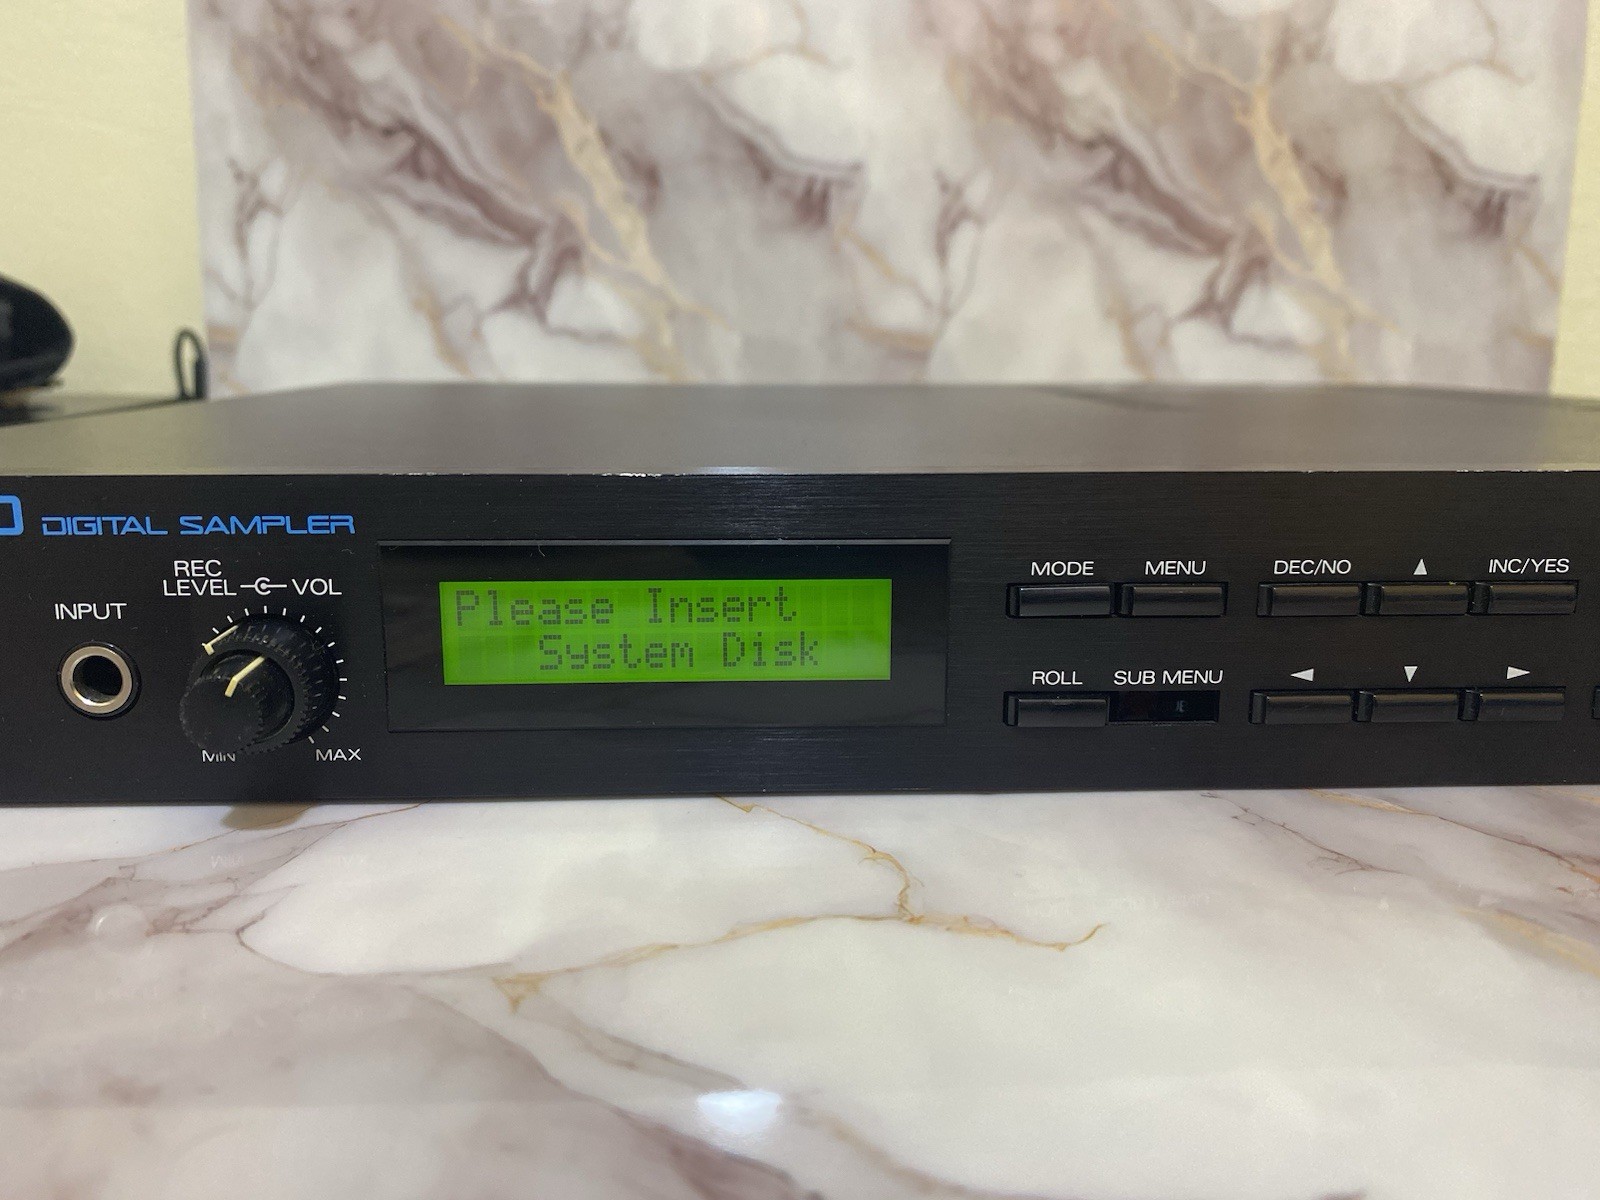 DIGITAL SAMPLER
REC
LEVEL C VOL
INPUT
MIN MAX
Please Insert
System Disk
MODE MENU DEC/NO ▲ INC/YES
ROLL SUB MENU ◀ ▼ ▶